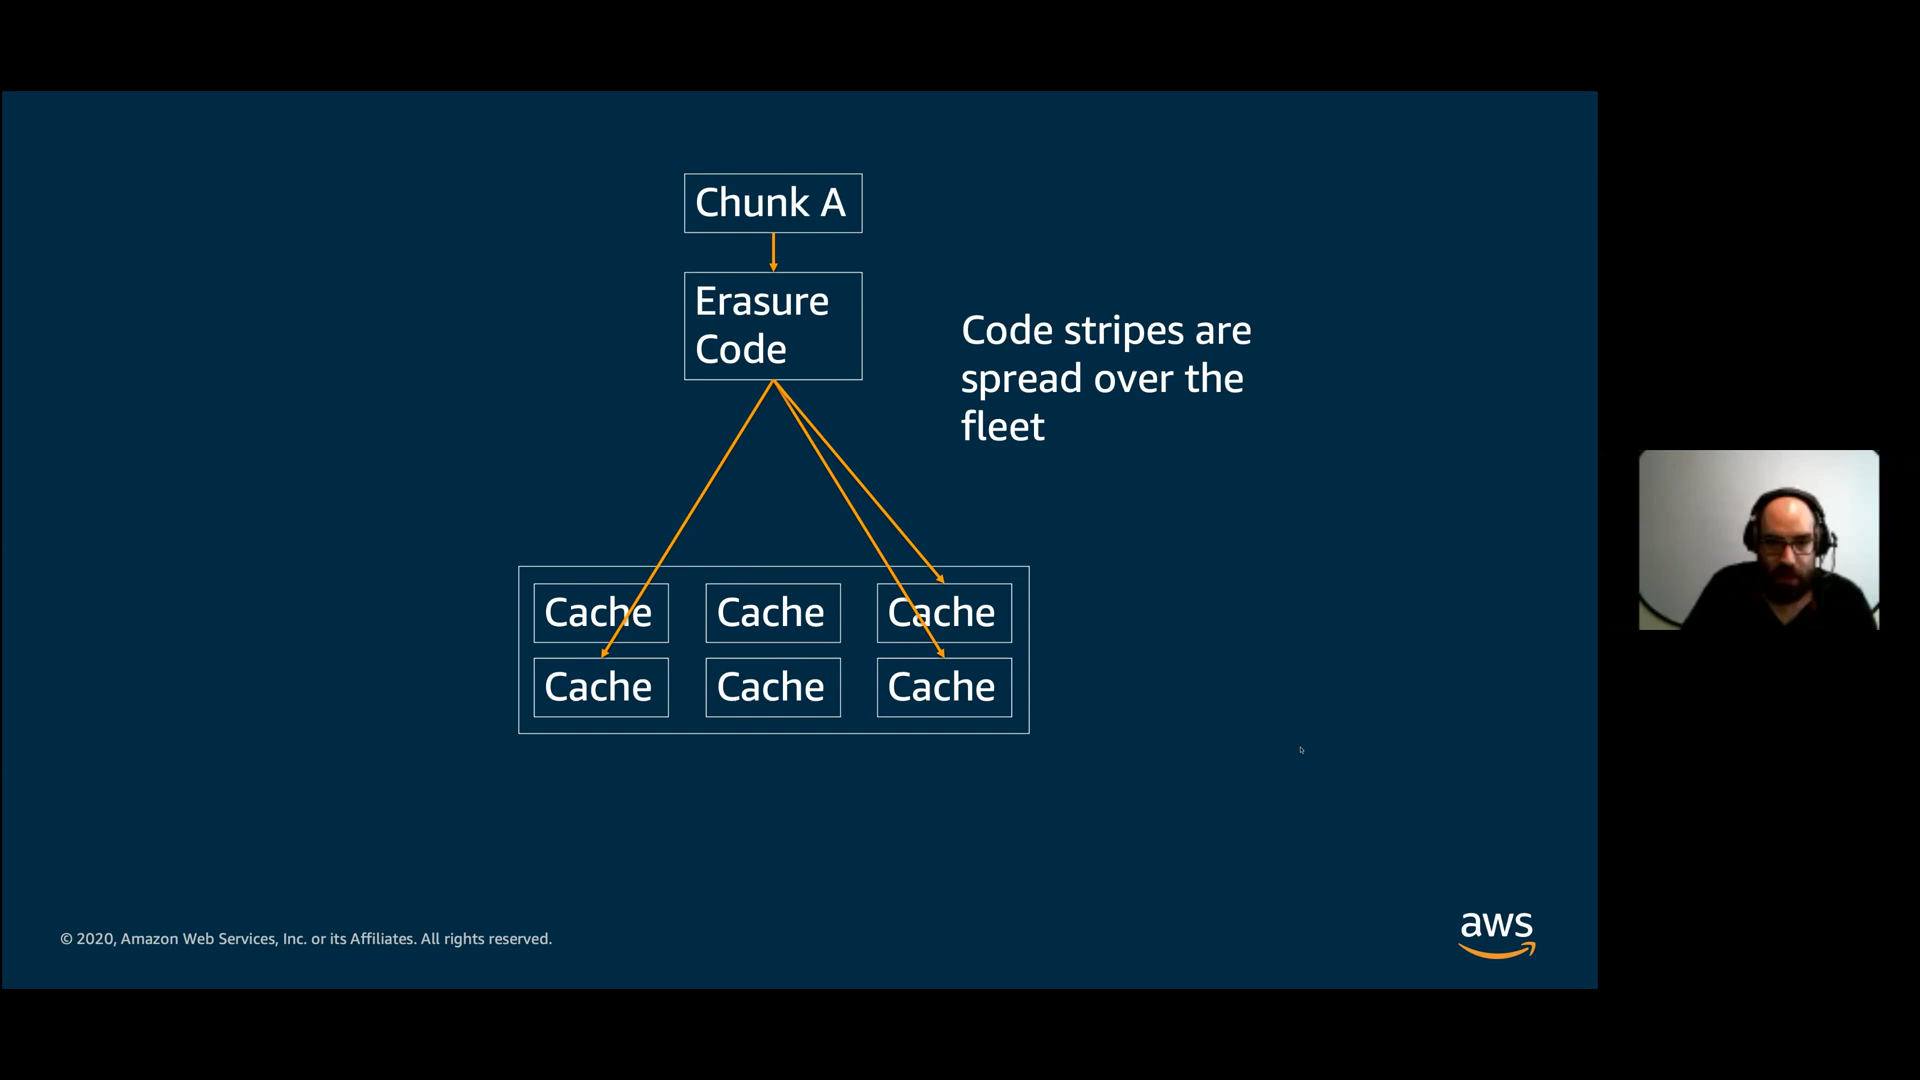 Chunk A
Erasure
Code
Code stripes are
spread over the
fleet
Cache Cache Cache
Cache Cache Cache
© 2020, Amazon Web Services, Inc. or its Affiliates. All rights reserved.
aws